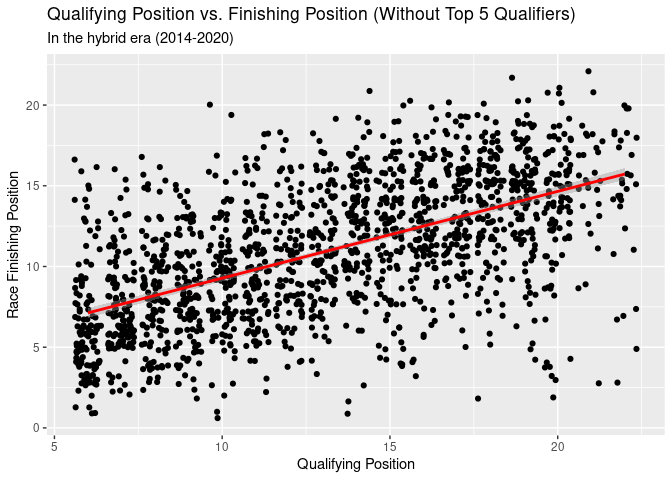 Qualifying Position vs. Finishing Position (Without Top 5 Qualifiers)
In the hybrid era (2014-2020)
Race Finishing Position
20
15
10
5
0
5 10 15 20
Qualifying Position